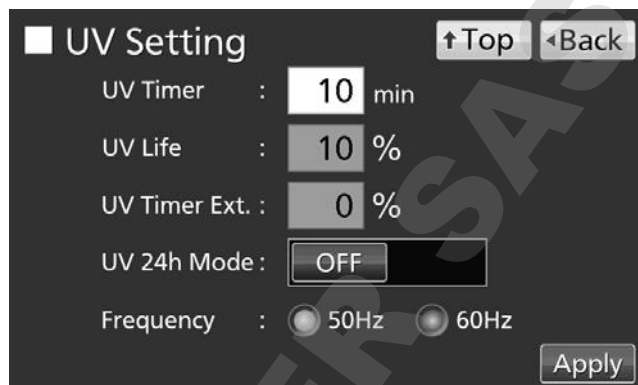 UV Setting
↑Top
◂Back
UV Timer : 10 min
UV Life : 10 %
UV Timer Ext. : 0 %
UV 24h Mode : OFF
Frequency : 50Hz 60Hz
Apply